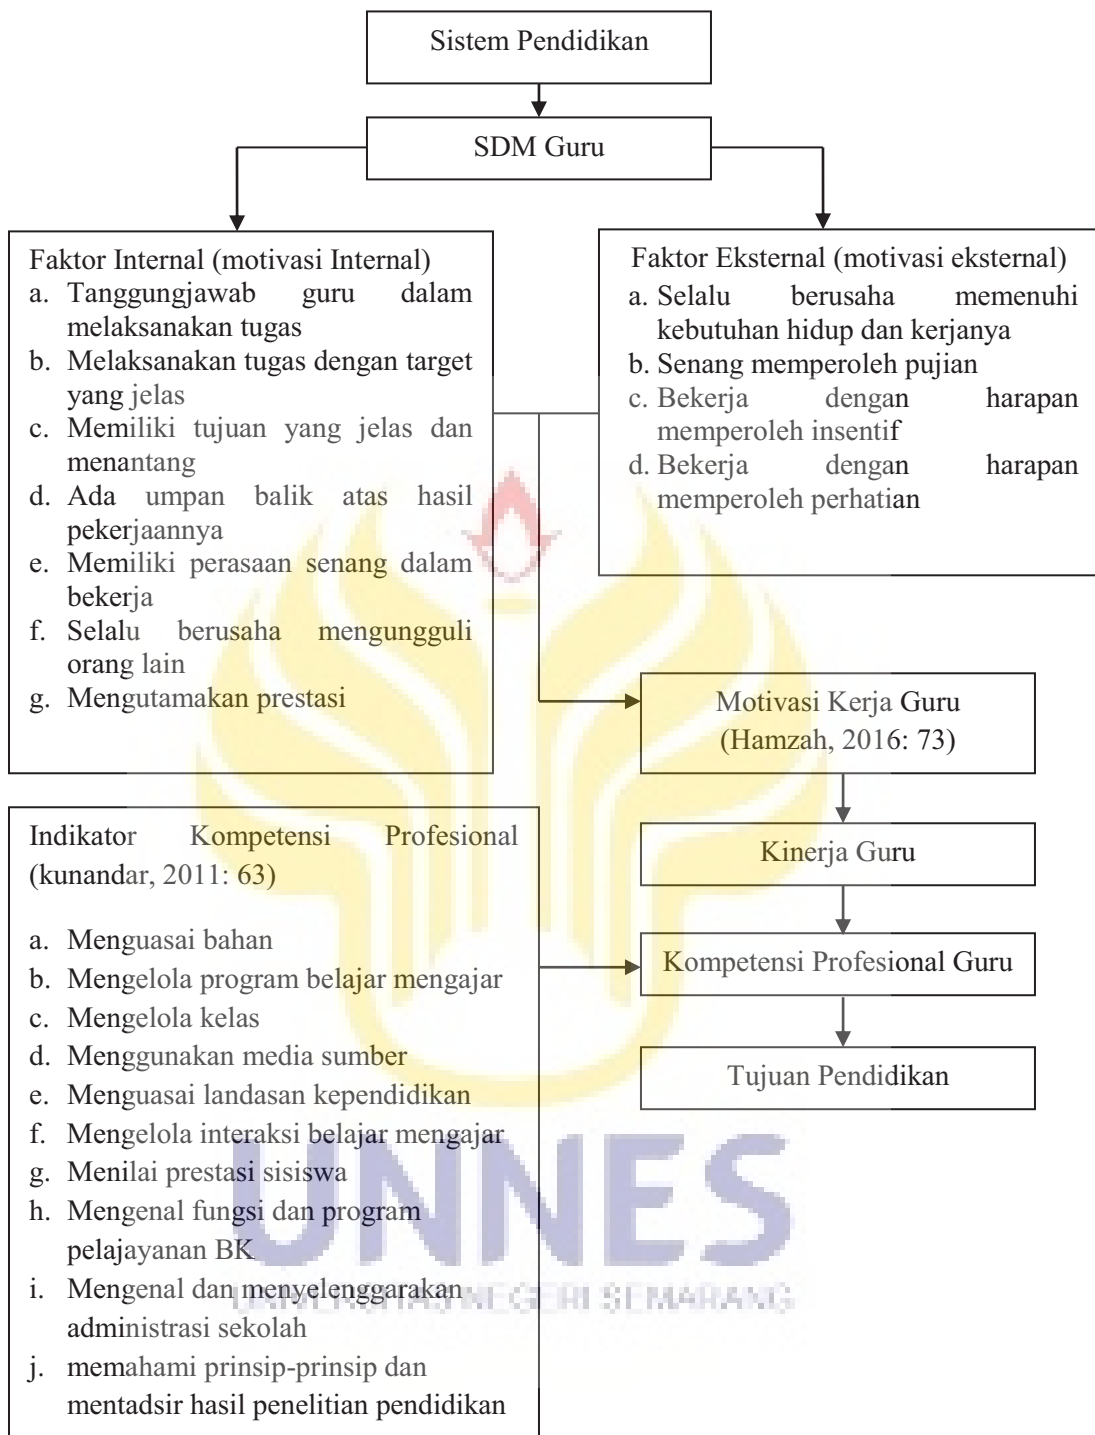 Sistem Pendidikan
SDM Guru
Faktor Internal (motivasi Internal)
a. Tanggungjawab guru dalam
melaksanakan tugas
b. Melaksanakan tugas dengan target
yang jelas
c. Memiliki tujuan yang jelas dan
menantang
d. Ada umpan balik atas hasil
pekerjaannya
e. Memiliki perasaan senang dalam
bekerja
f. Selalu berusaha mengungguli
orang lain
g. Mengutamakan prestasi
Faktor Eksternal (motivasi eksternal)
a. Selalu berusaha memenuhi
kebutuhan hidup dan kerjanya
b. Senang memperoleh pujian
c. Bekerja dengan harapan
memperoleh insentif
d. Bekerja dengan harapan
memperoleh perhatian
Motivasi Kerja Guru
(Hamzah, 2016: 73)
Kinerja Guru
Kompetensi Profesional Guru
Tujuan Pendidikan
Indikator Kompetensi Profesional
(kunandar, 2011: 63)
a. Menguasai bahan
b. Mengelola program belajar mengajar
c. Mengelola kelas
d. Menggunakan media sumber
e. Menguasai landasan kependidikan
f. Mengelola interaksi belajar mengajar
g. Menilai prestasi sisiswa
h. Mengenal fungsi dan program
pelajayanan BK
i. Mengenal dan menyelenggarakan
administrasi sekolah
j. memahami prinsip-prinsip dan
mentadsir hasil penelitian pendidikan
UNNES
UNIVERSITAS NEGERI SEMARANG